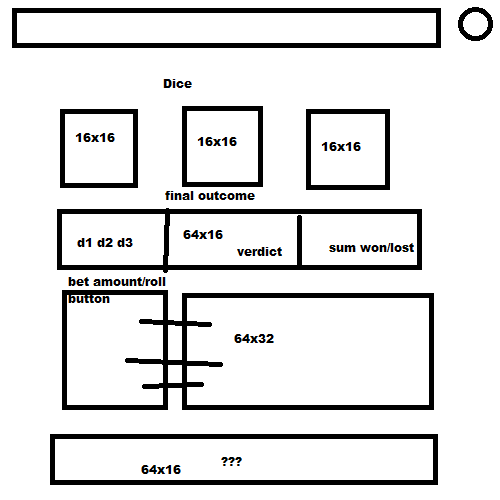 Dice
16x16
16x16
16x16
final outcome
d1 d2 d3
64x16
verdict
sum won/lost
bet amount/roll
button
64x32
64x16
???